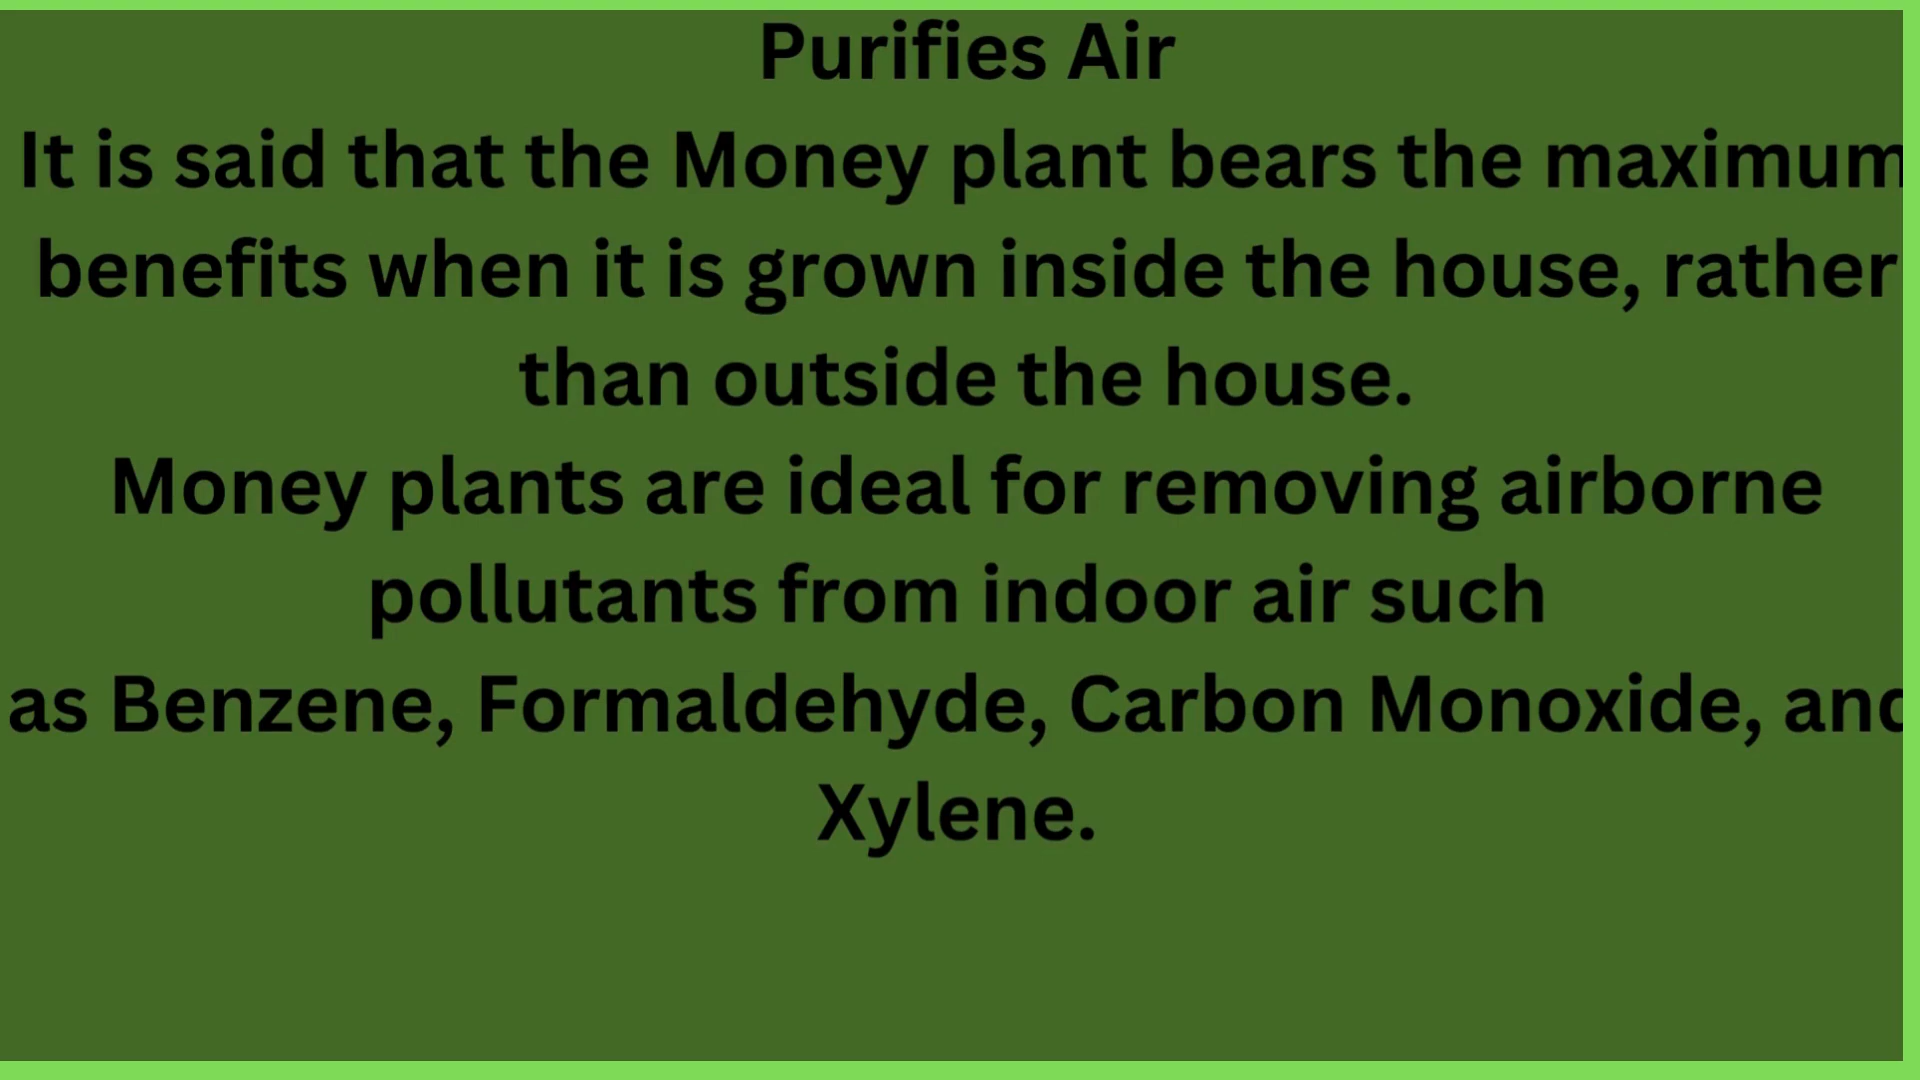 Purifies Air
It is said that the Money plant bears the maximum
benefits when it is grown inside the house, rather
than outside the house.
Money plants are ideal for removing airborne
pollutants from indoor air such
as Benzene, Formaldehyde, Carbon Monoxide, and
Xylene.